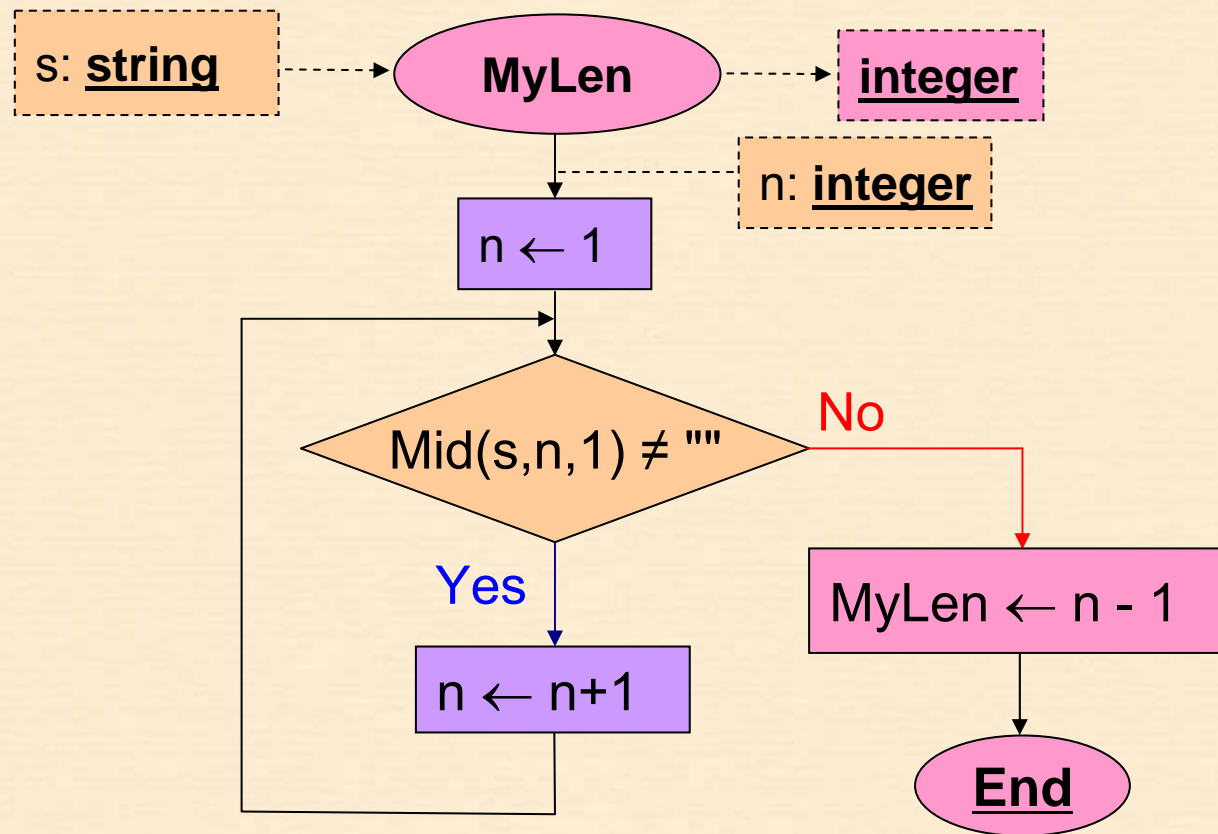 s: string
MyLen
integer
n: integer
n ← 1
Mid(s,n,1) ≠ ""
No
Yes
MyLen ← n - 1
n ← n+1
End